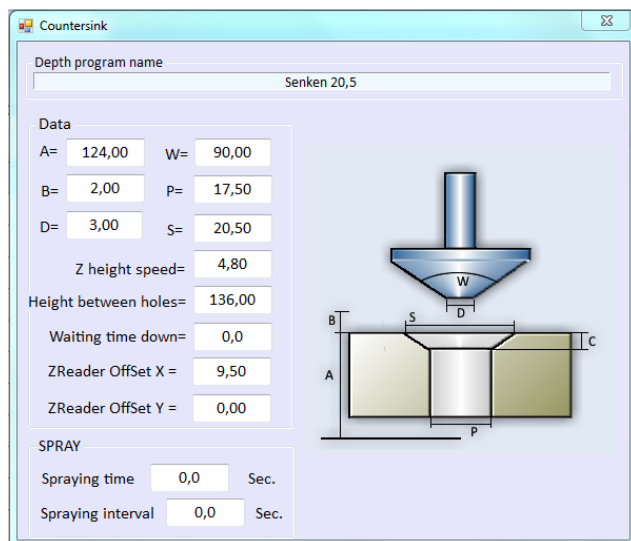 Countersink
Depth program name
Senken 20,5
Data
A= 124,00 W= 90,00
B= 2,00 P= 17,50
D= 3,00 S= 20,50
Z height speed= 4,80
Height between holes= 136,00
Waiting time down= 0,0
ZReader OffSet X = 9,50
ZReader OffSet Y = 0,00
SPRAY
Spraying time 0,0 Sec.
Spraying interval 0,0 Sec.
W
D
B S
C
A
P